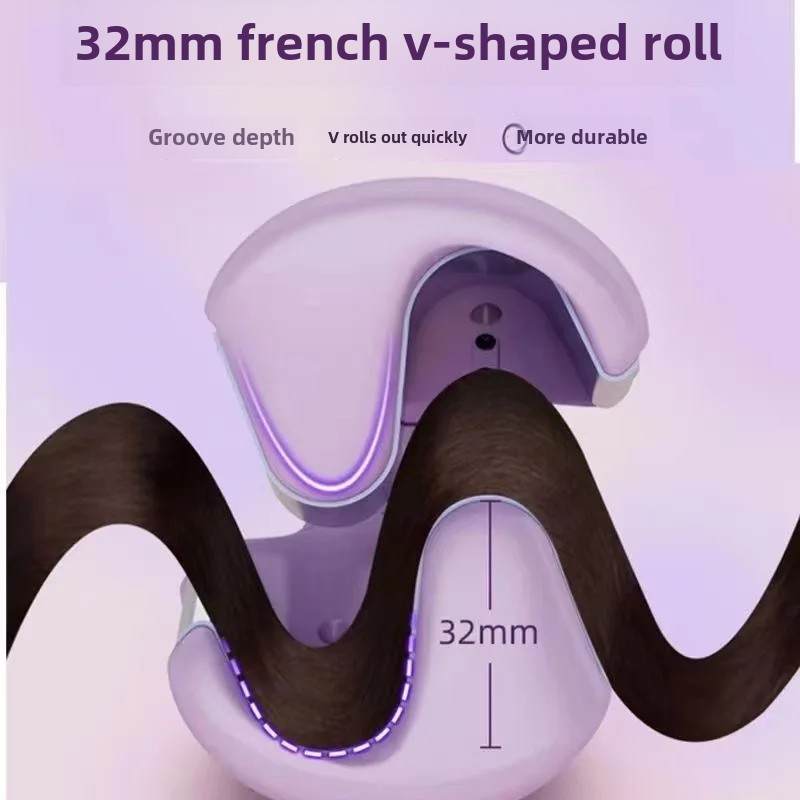 32mm french v-shaped roll
Groove depth V rolls out quickly More durable
32mm